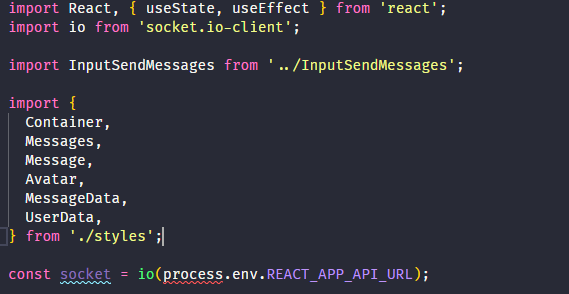 import React, { useState, useEffect } from 'react';
import io from 'socket.io-client';
import InputSendMessages from '../InputSendMessages';
import {
Container,
Messages,
Message,
Avatar,
MessageData,
UserData,
} from './styles';
const socket = io(process.env.REACT_APP_API_URL);